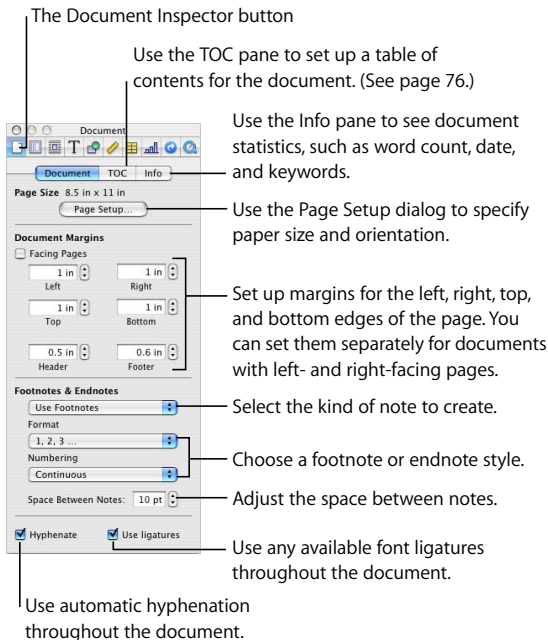 The Document Inspector button
Use the TOC pane to set up a table of
contents for the document. (See page 76.)
Document
T
Document TOC Info
Use the Info pane to see document
statistics, such as word count, date,
and keywords.
Page Size 8.5 in x 11 in
Page Setup...
Use the Page Setup dialog to specify
paper size and orientation.
Document Margins
Facing Pages
1 in 1 in
Left Right
1 in 1 in
Top Bottom
0.5 in 0.6 in
Header Footer
Set up margins for the left, right, top,
and bottom edges of the page. You
can set them separately for documents
with left- and right-facing pages.
Footnotes & Endnotes
Use Footnotes
Select the kind of note to create.
Format
1, 2, 3 ...
Numbering
Continuous
Choose a footnote or endnote style.
Space Between Notes: 10 pt
Adjust the space between notes.
Hyphenate Use ligatures
Use any available font ligatures
throughout the document.
Use automatic hyphenation
throughout the document.